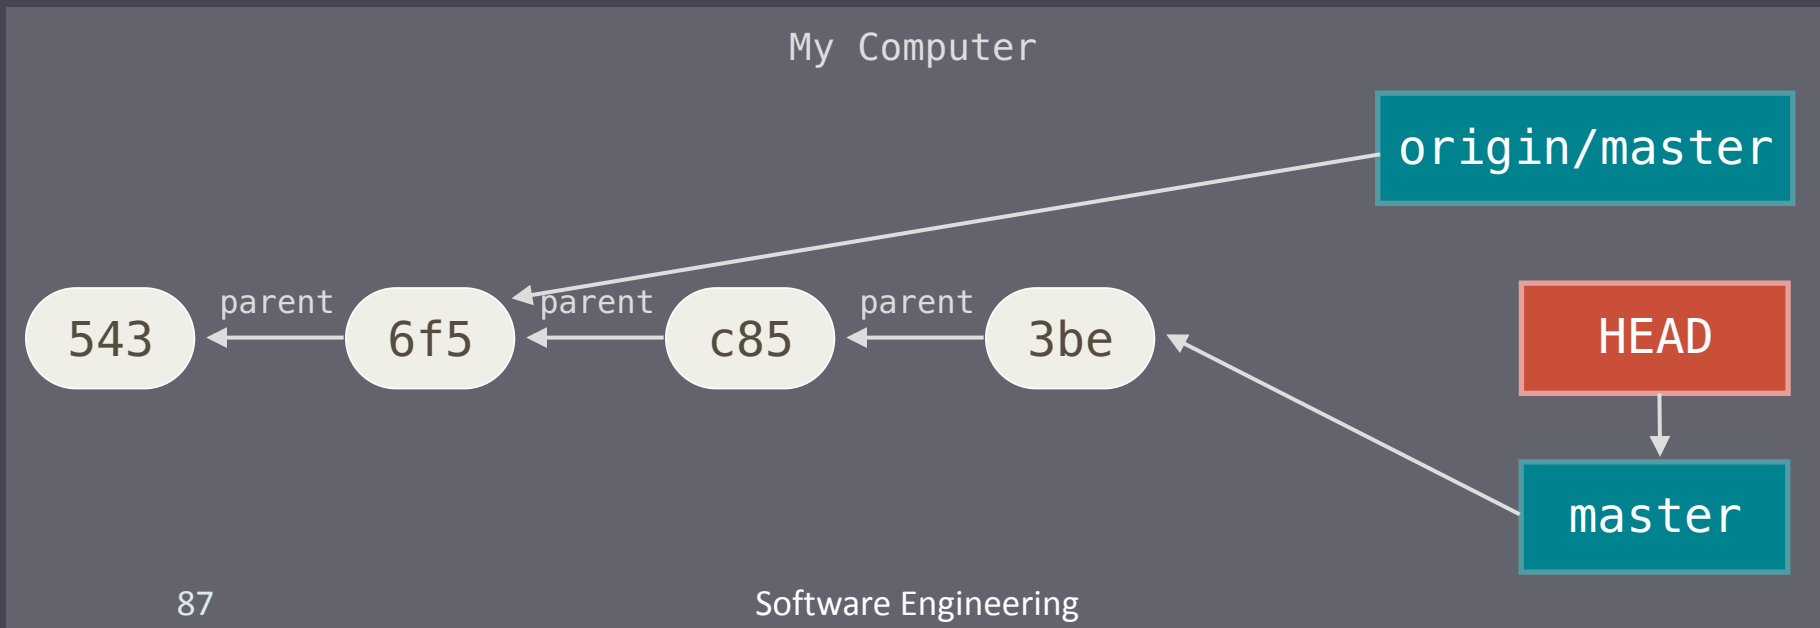 My Computer
origin/master
parent
parent
parent
543
6f5
c85
3be
HEAD
master
87
Software Engineering